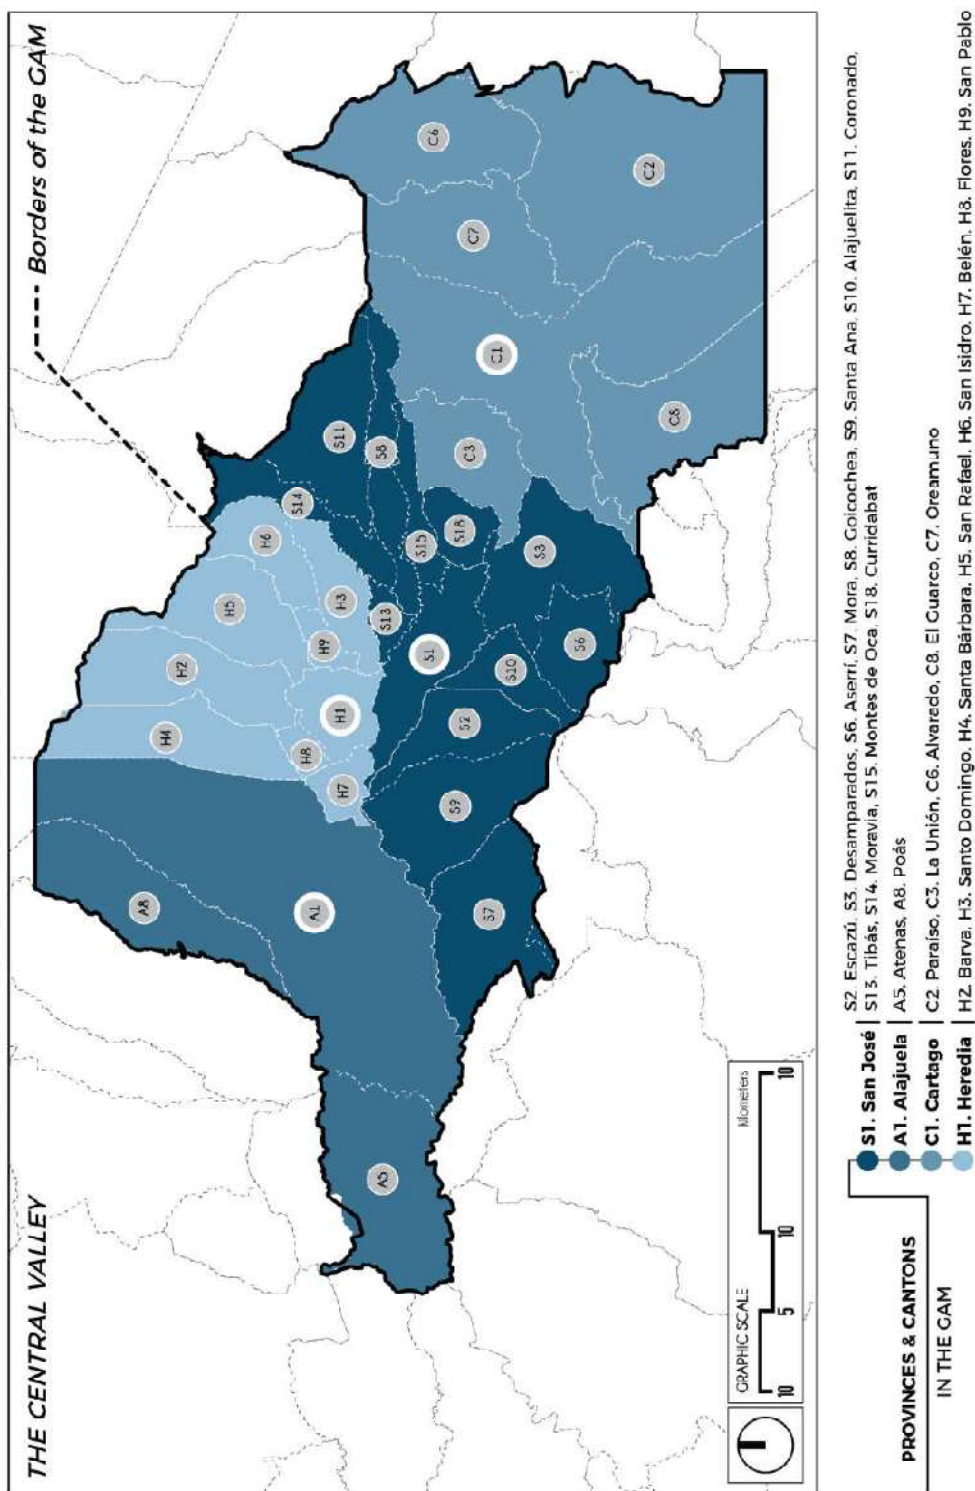 THE CENTRAL VALLEY
Borders of the GAM
A8
H4
H2
H5
H6
S14
S11
C6
A1
H8
H9
H7
H1
H3
S13
S8
A5
S9
S2
S1
S15
S18
C3
C7
C1
S7
S10
S6
S3
C8
C2
GRAPHIC SCALE
kilometers
10
5
10
10
PROVINCES & CANTONS
IN THE GAM
S1. San José | S2. Escazú. S3. Desamparados, S6. Aserrí, S7. Mora, S8. Goicochea, S9. Santa Ana, S10. Alajuelita, S11. Coronado,
S13. Tibás, S14. Moravia, S15. Montes de Oca, S18. Curridabat
A1. Alajuela | A5. Atenas, A8. Poás
C1. Cartago | C2. Paraíso, C3. La Unión, C6. Alvaredo, C8. El Guarco, C7. Oreamuno
H1. Heredia | H2. Barva, H3. Santo Domingo, H4. Santa Bárbara, H5. San Rafael, H6. San Isidro, H7. Belén, H8. Flores, H9. San Pablo